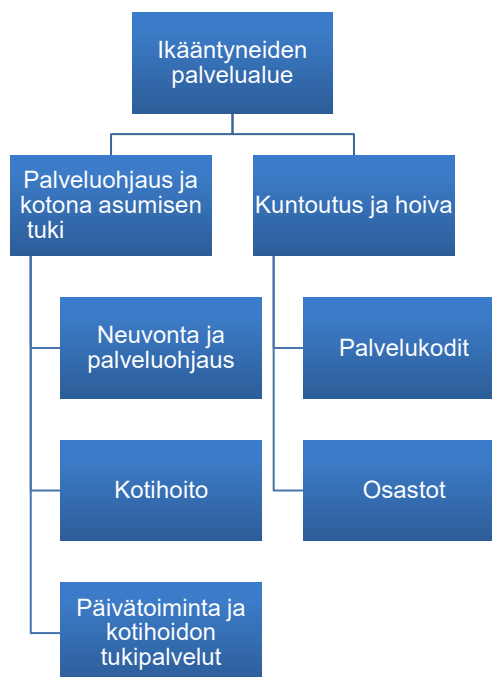 Ikääntyneiden
palvelualue
Palveluohjaus ja
kotona asumisen
tuki
Kuntoutus ja hoiva
Neuvonta ja
palveluohjaus
Palvelukodit
Kotihoito
Osastot
Päivätoiminta ja
kotihoidon
tukipalvelut